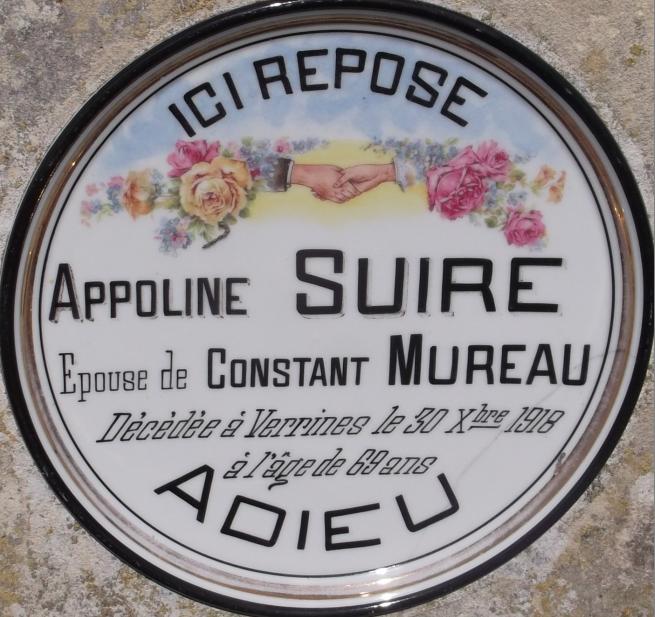 ICI REPOSE
APPOLINE SUIRE
Epouse de CONSTANT MUREAU
Décédée à Verrines le 30 Xbre 1918
à l'âge de 69 ans
ADIEU